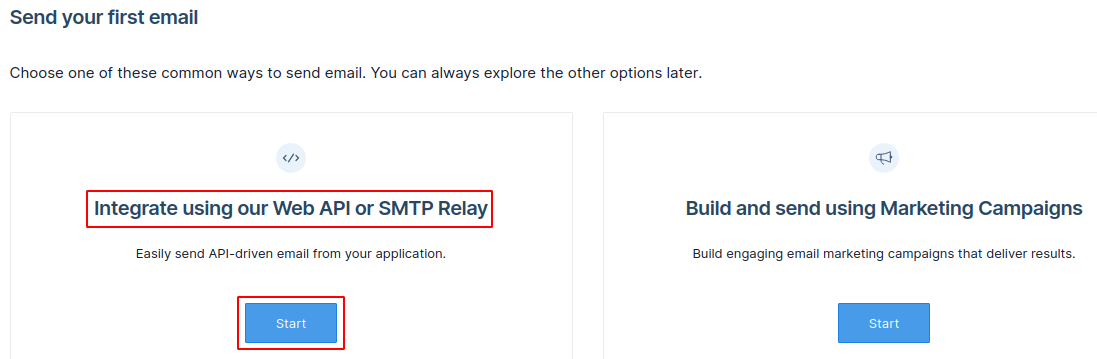 Send your first email
Choose one of these common ways to send email. You can always explore the other options later.
Integrate using our Web API or SMTP Relay
Easily send API-driven email from your application.
Start
Build and send using Marketing Campaigns
Build engaging email marketing campaigns that deliver results.
Start